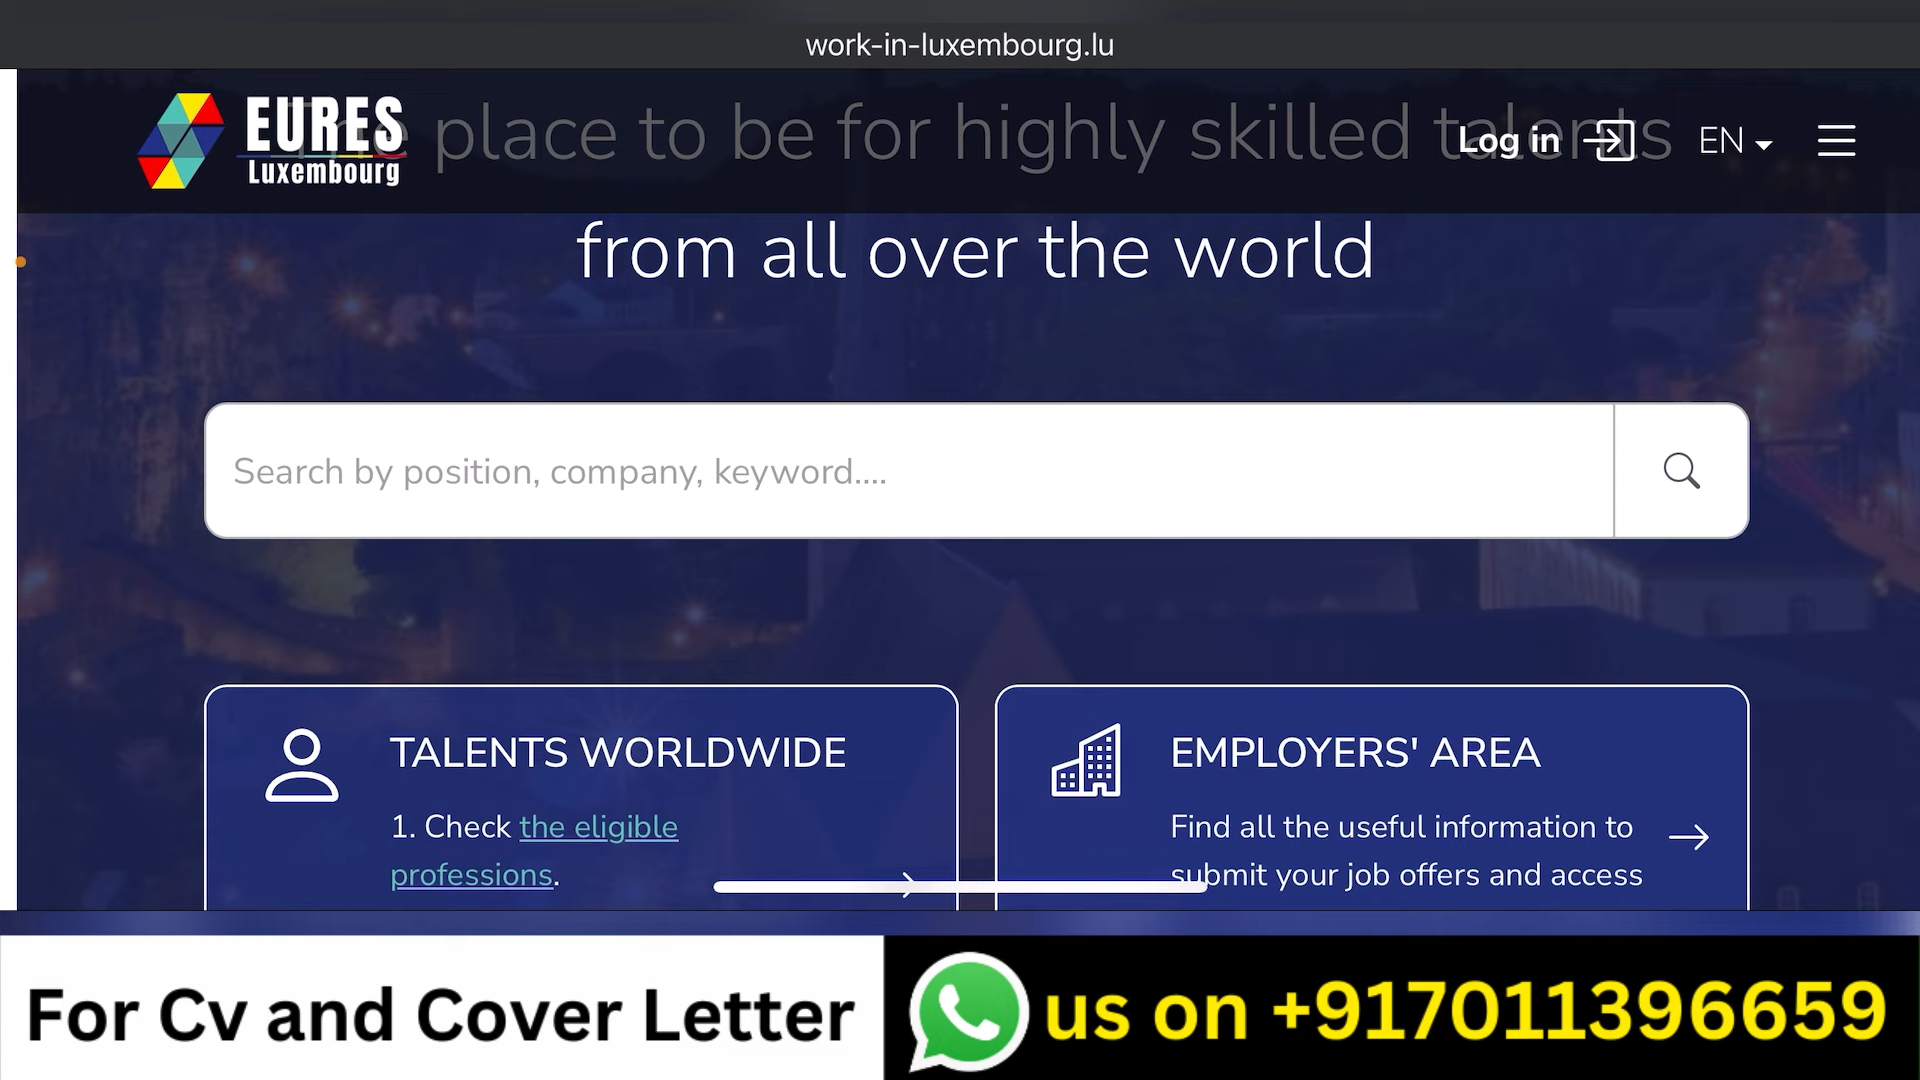 work-in-luxembourg.lu
EURES
Luxembourg
The place to be for highly skilled talents
Log in
EN
from all over the world
Search by position, company, keyword....
TALENTS WORLDWIDE
1. Check the eligible
professions.
EMPLOYERS' AREA
Find all the useful information to
submit your job offers and access
For Cv and Cover Letter
us on +917011396659